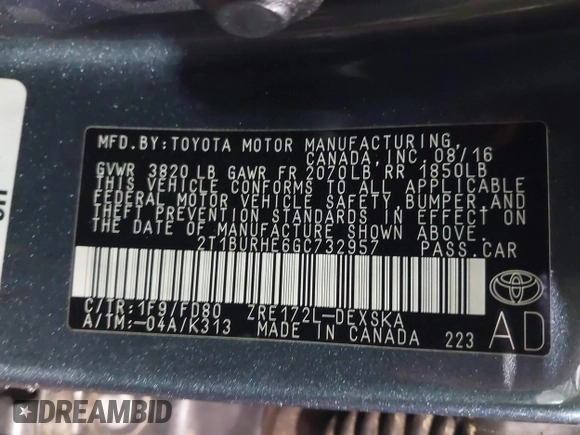 MFD. BY: TOYOTA MOTOR MANUFACTURING,
CANADA, INC. 08/16
GVWR 3820 LB GAWR FR 2070LB RR 1850LB
THIS VEHICLE CONFORMS TO ALL APPLICABLE
FEDERAL MOTOR VEHICLE SAFETY, BUMPER, AND
THEFT PREVENTION STANDARDS IN EFFECT ON
THE DATE OF MANUFACTURE SHOWN ABOVE.
2T1BURHE6GC732957 PASS.CAR
C/TR:1F9/FD80 ZRE172L-DEXSKA
A/TM:-04A/K313 MADE IN CANADA 223
AD
DREAMBID